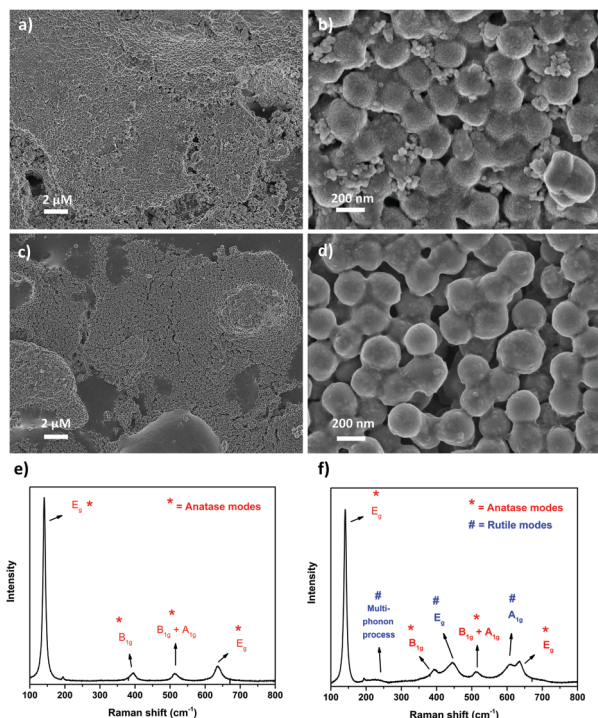 a)
b)
2 µM
200 nm
c)
d)
2 µM
200 nm
e)
f)
Eg *
* = Anatase modes
*
B1g
*
B1g + A1g
*
Eg
Intensity
100 200 300 400 500 600 700 800
Raman shift (cm-1)
*
Eg
* = Anatase modes
# = Rutile modes
#
Multi-
phonon
process
*
B1g
#
Eg
*
B1g + A1g
#
A1g
*
Eg
Intensity
100 200 300 400 500 600 700 800
Raman shift (cm-1)